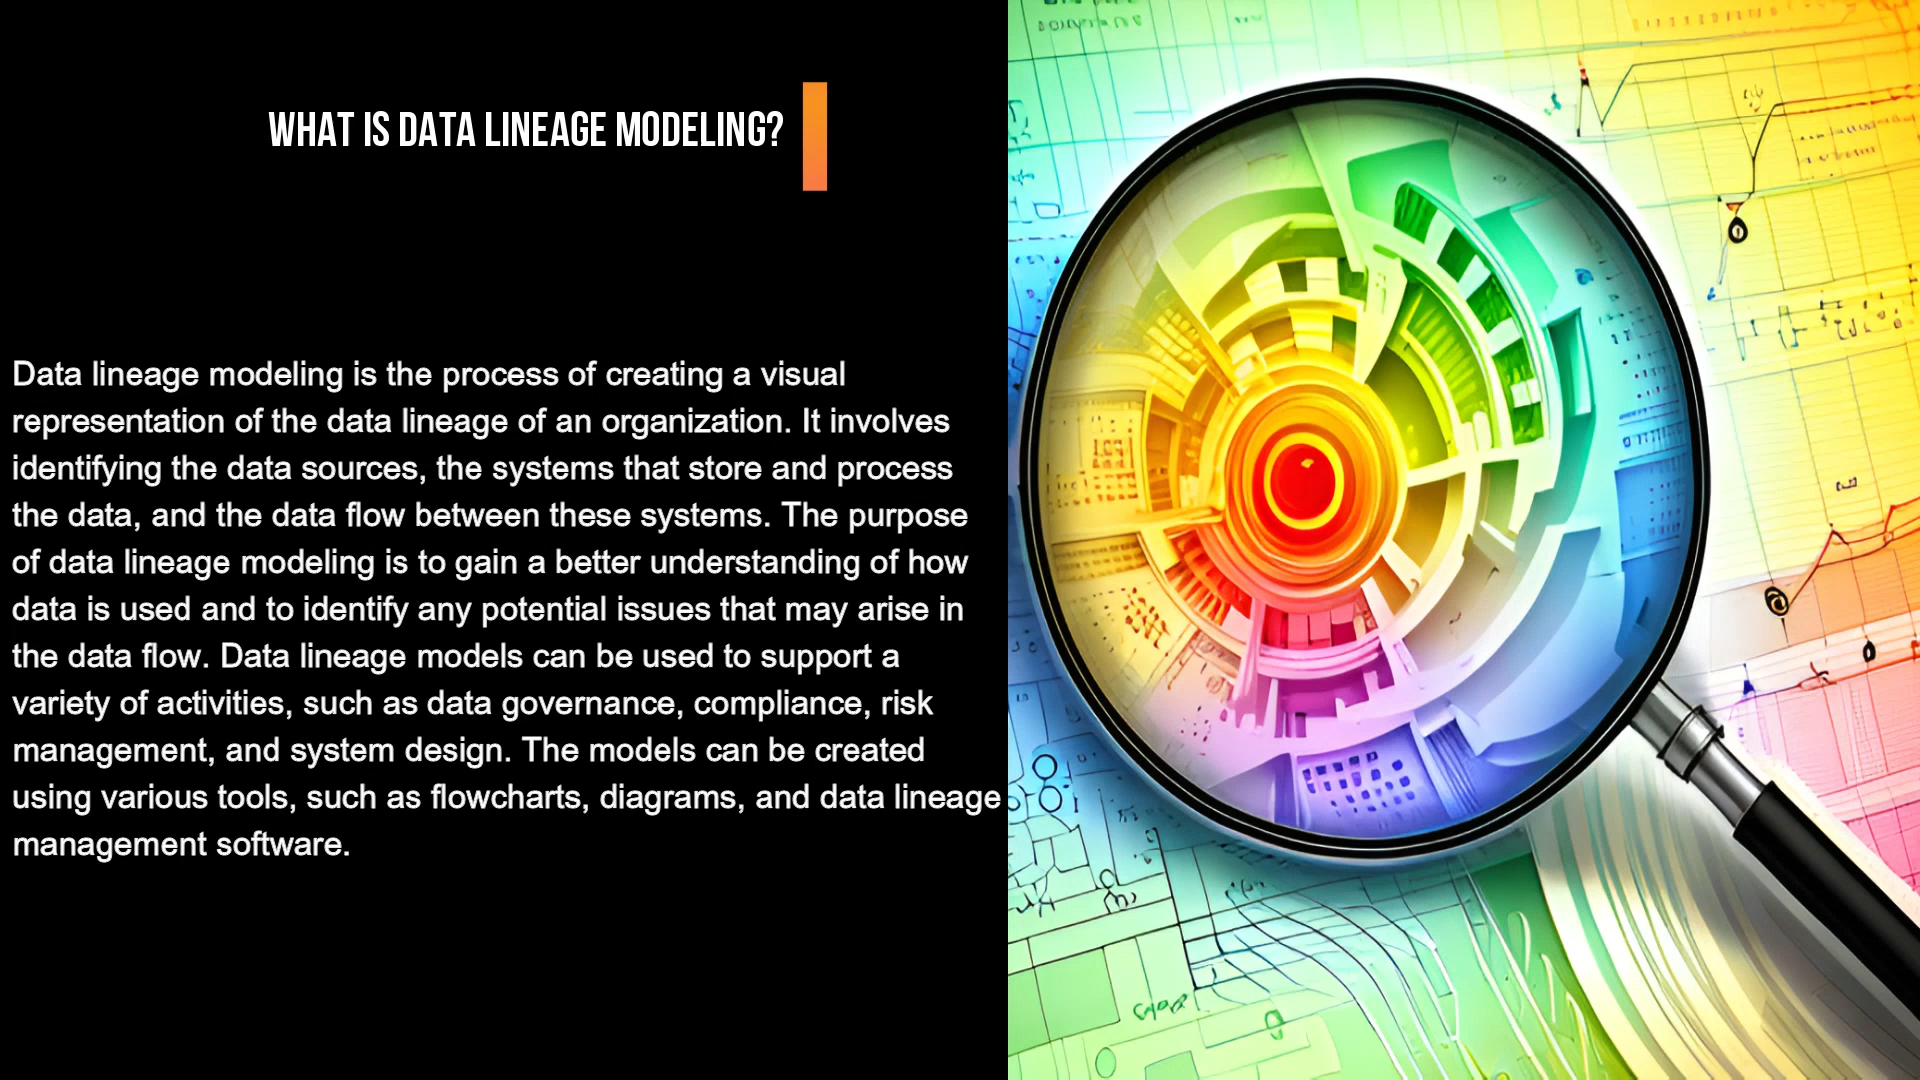 WHAT IS DATA LINEAGE MODELING?
Data lineage modeling is the process of creating a visual
representation of the data lineage of an organization. It involves
identifying the data sources, the systems that store and process
the data, and the data flow between these systems. The purpose
of data lineage modeling is to gain a better understanding of how
data is used and to identify any potential issues that may arise in
the data flow. Data lineage models can be used to support a
variety of activities, such as data governance, compliance, risk
management, and system design. The models can be created
using various tools, such as flowcharts, diagrams, and data lineage
management software.